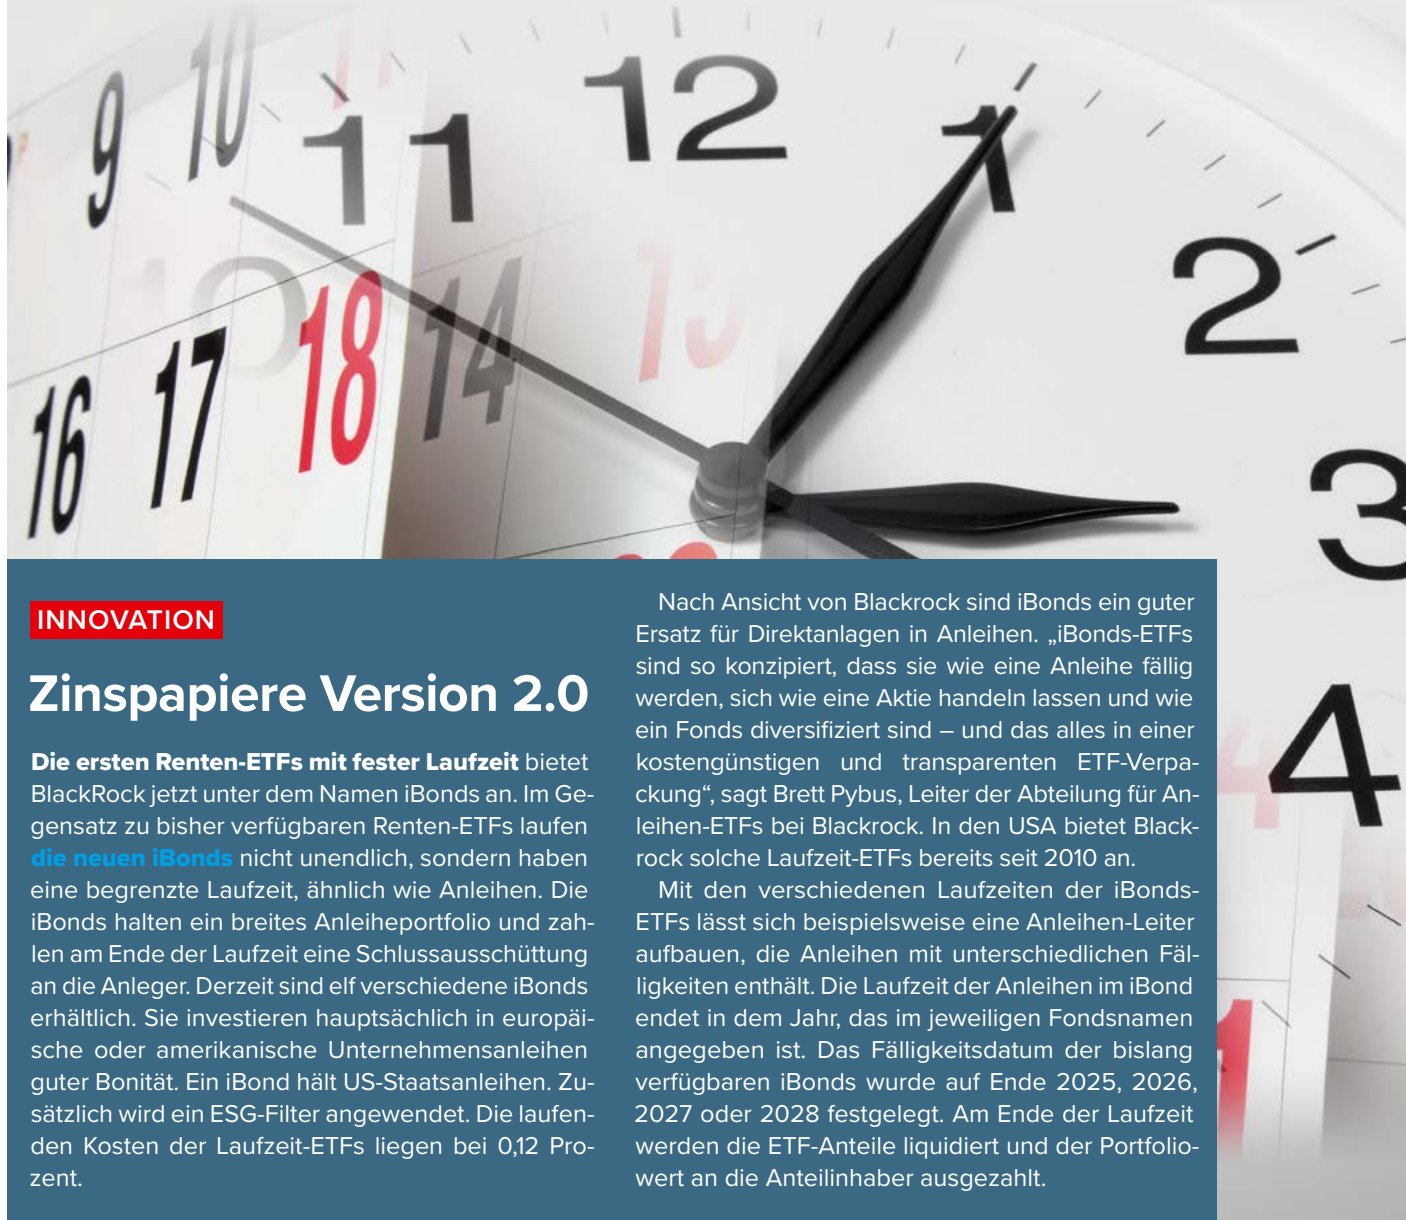 9
10
11
11
12
1
2
3
4
10
16
17
18
14
15
4
1
INNOVATION
Zinspapiere Version 2.0
Die ersten Renten-ETFs mit fester Laufzeit bietet
BlackRock jetzt unter dem Namen iBonds an. Im Ge-
gensatz zu bisher verfügbaren Renten-ETFs laufen
die neuen iBonds nicht unendlich, sondern haben
eine begrenzte Laufzeit, ähnlich wie Anleihen. Die
iBonds halten ein breites Anleiheportfolio und zah-
len am Ende der Laufzeit eine Schlussausschüttung
an die Anleger. Derzeit sind elf verschiedene iBonds
erhältlich. Sie investieren hauptsächlich in europäi-
sche oder amerikanische Unternehmensanleihen
guter Bonität. Ein iBond hält US-Staatsanleihen. Zu-
sätzlich wird ein ESG-Filter angewendet. Die laufen-
den Kosten der Laufzeit-ETFs liegen bei 0,12 Pro-
zent.
Nach Ansicht von Blackrock sind iBonds ein guter
Ersatz für Direktanlagen in Anleihen. „iBonds-ETFs
sind so konzipiert, dass sie wie eine Anleihe fällig
werden, sich wie eine Aktie handeln lassen und wie
ein Fonds diversifiziert sind – und das alles in einer
kostengünstigen und transparenten ETF-Verpa-
ckung“, sagt Brett Pybus, Leiter der Abteilung für An-
leihen-ETFs bei Blackrock. In den USA bietet Black-
rock solche Laufzeit-ETFs bereits seit 2010 an.
Mit den verschiedenen Laufzeiten der iBonds-
ETFs lässt sich beispielsweise eine Anleihen-Leiter
aufbauen, die Anleihen mit unterschiedlichen Fäl-
ligkeiten enthält. Die Laufzeit der Anleihen im iBond
endet in dem Jahr, das im jeweiligen Fondsnamen
angegeben ist. Das Fälligkeitsdatum der bislang
verfügbaren iBonds wurde auf Ende 2025, 2026,
2027 oder 2028 festgelegt. Am Ende der Laufzeit
werden die ETF-Anteile liquidiert und der Portfolio-
wert an die Anteilinhaber ausgezahlt.